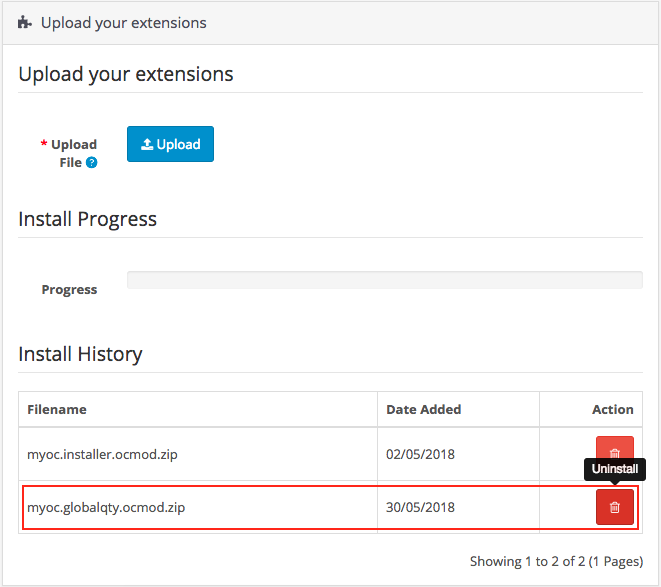 Upload your extensions
Upload your extensions
* Upload
File ?
Upload
Install Progress
Progress
Install History
Filename Date Added Action
myoc.installer.ocmod.zip 02/05/2018
Uninstall
myoc.globalqty.ocmod.zip 30/05/2018
Showing 1 to 2 of 2 (1 Pages)